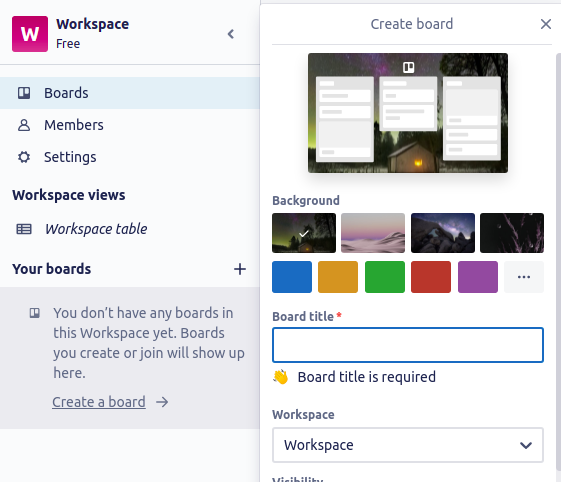 W
Workspace
Free
Boards
Members
Settings
Workspace views
Workspace table
Your boards
You don’t have any boards in
this Workspace yet. Boards
you create or join will show up
here.
Create a board
Create board
Background
Board title *
Board title is required
Workspace
Workspace
Visibility